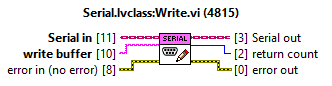 Serial.lvclass:Write.vi (4815)
Serial in [11] SERIAL [3] Serial out
write buffer [10] [2] return count
error in (no error) [8] [0] error out